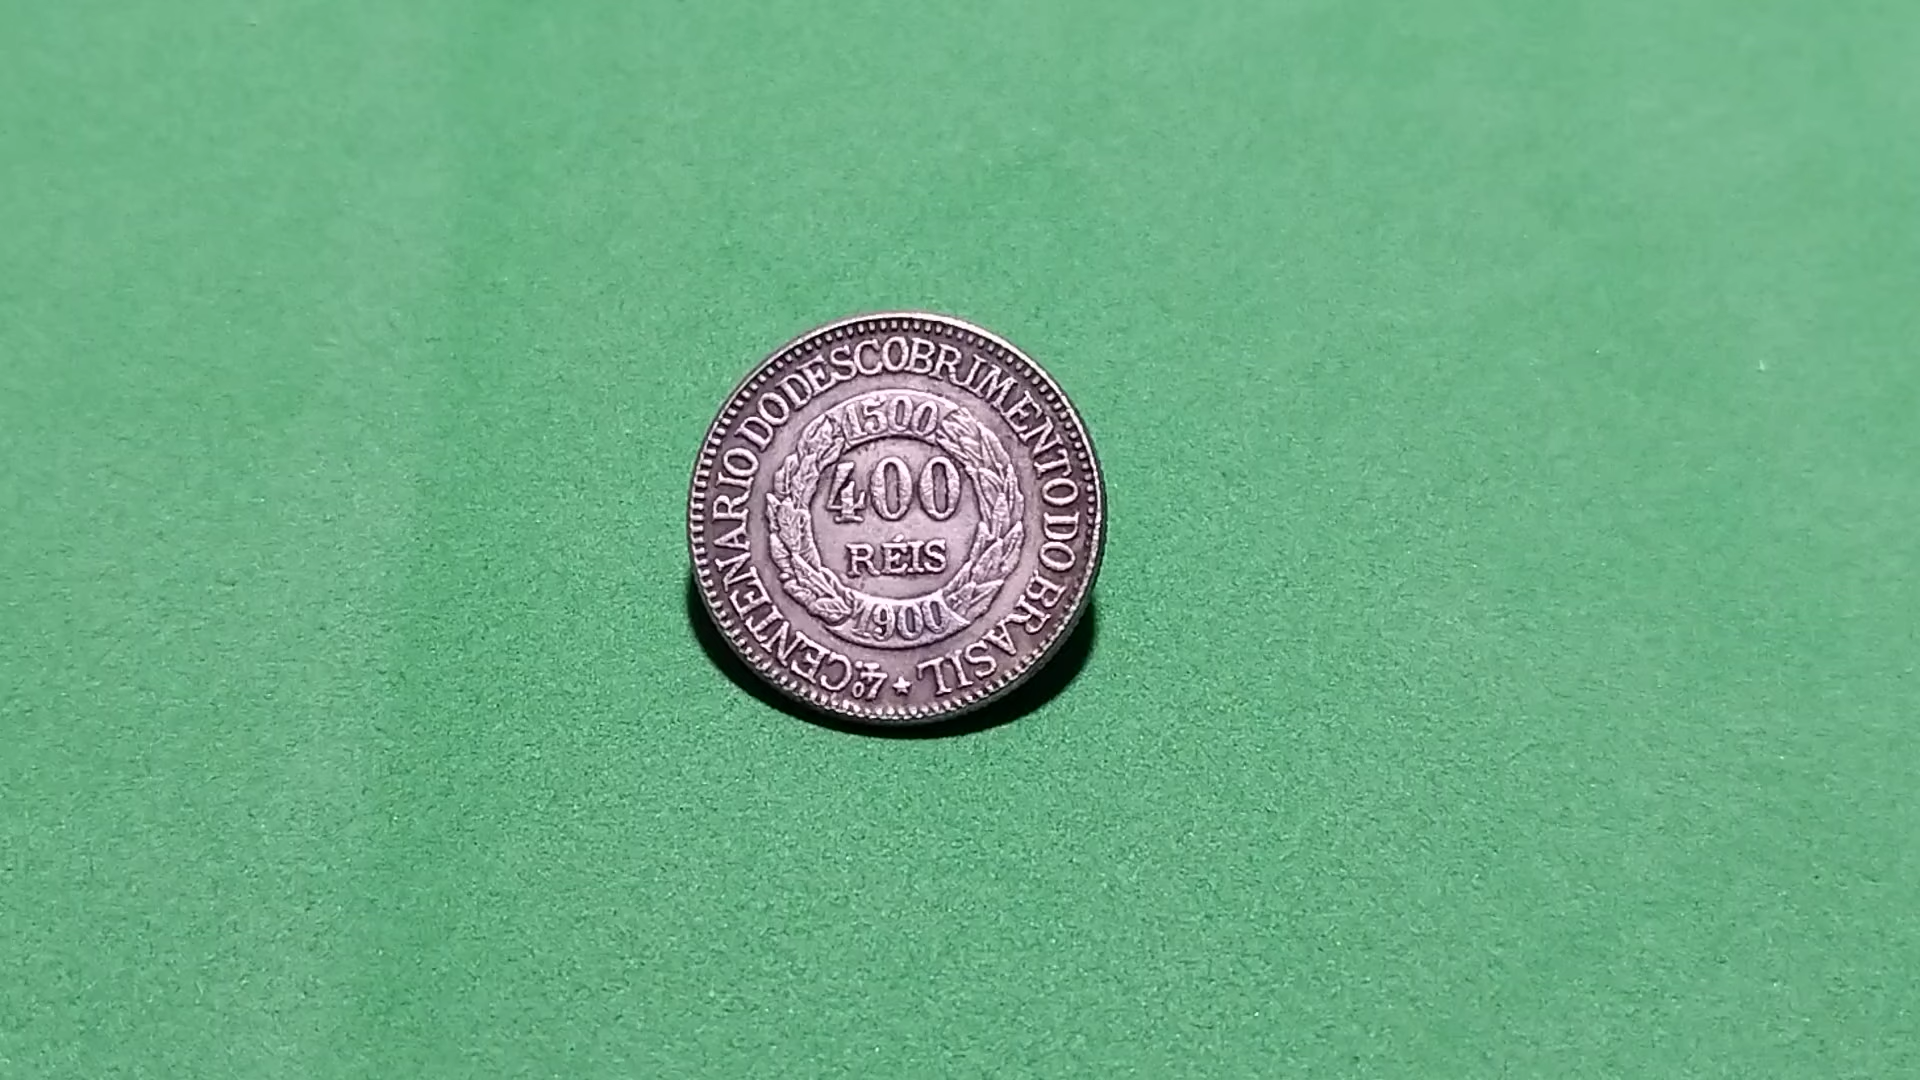 4º CENTENARIO DO DESCOBRIMENTO DO BRASIL
1500
400
RÉIS
1900